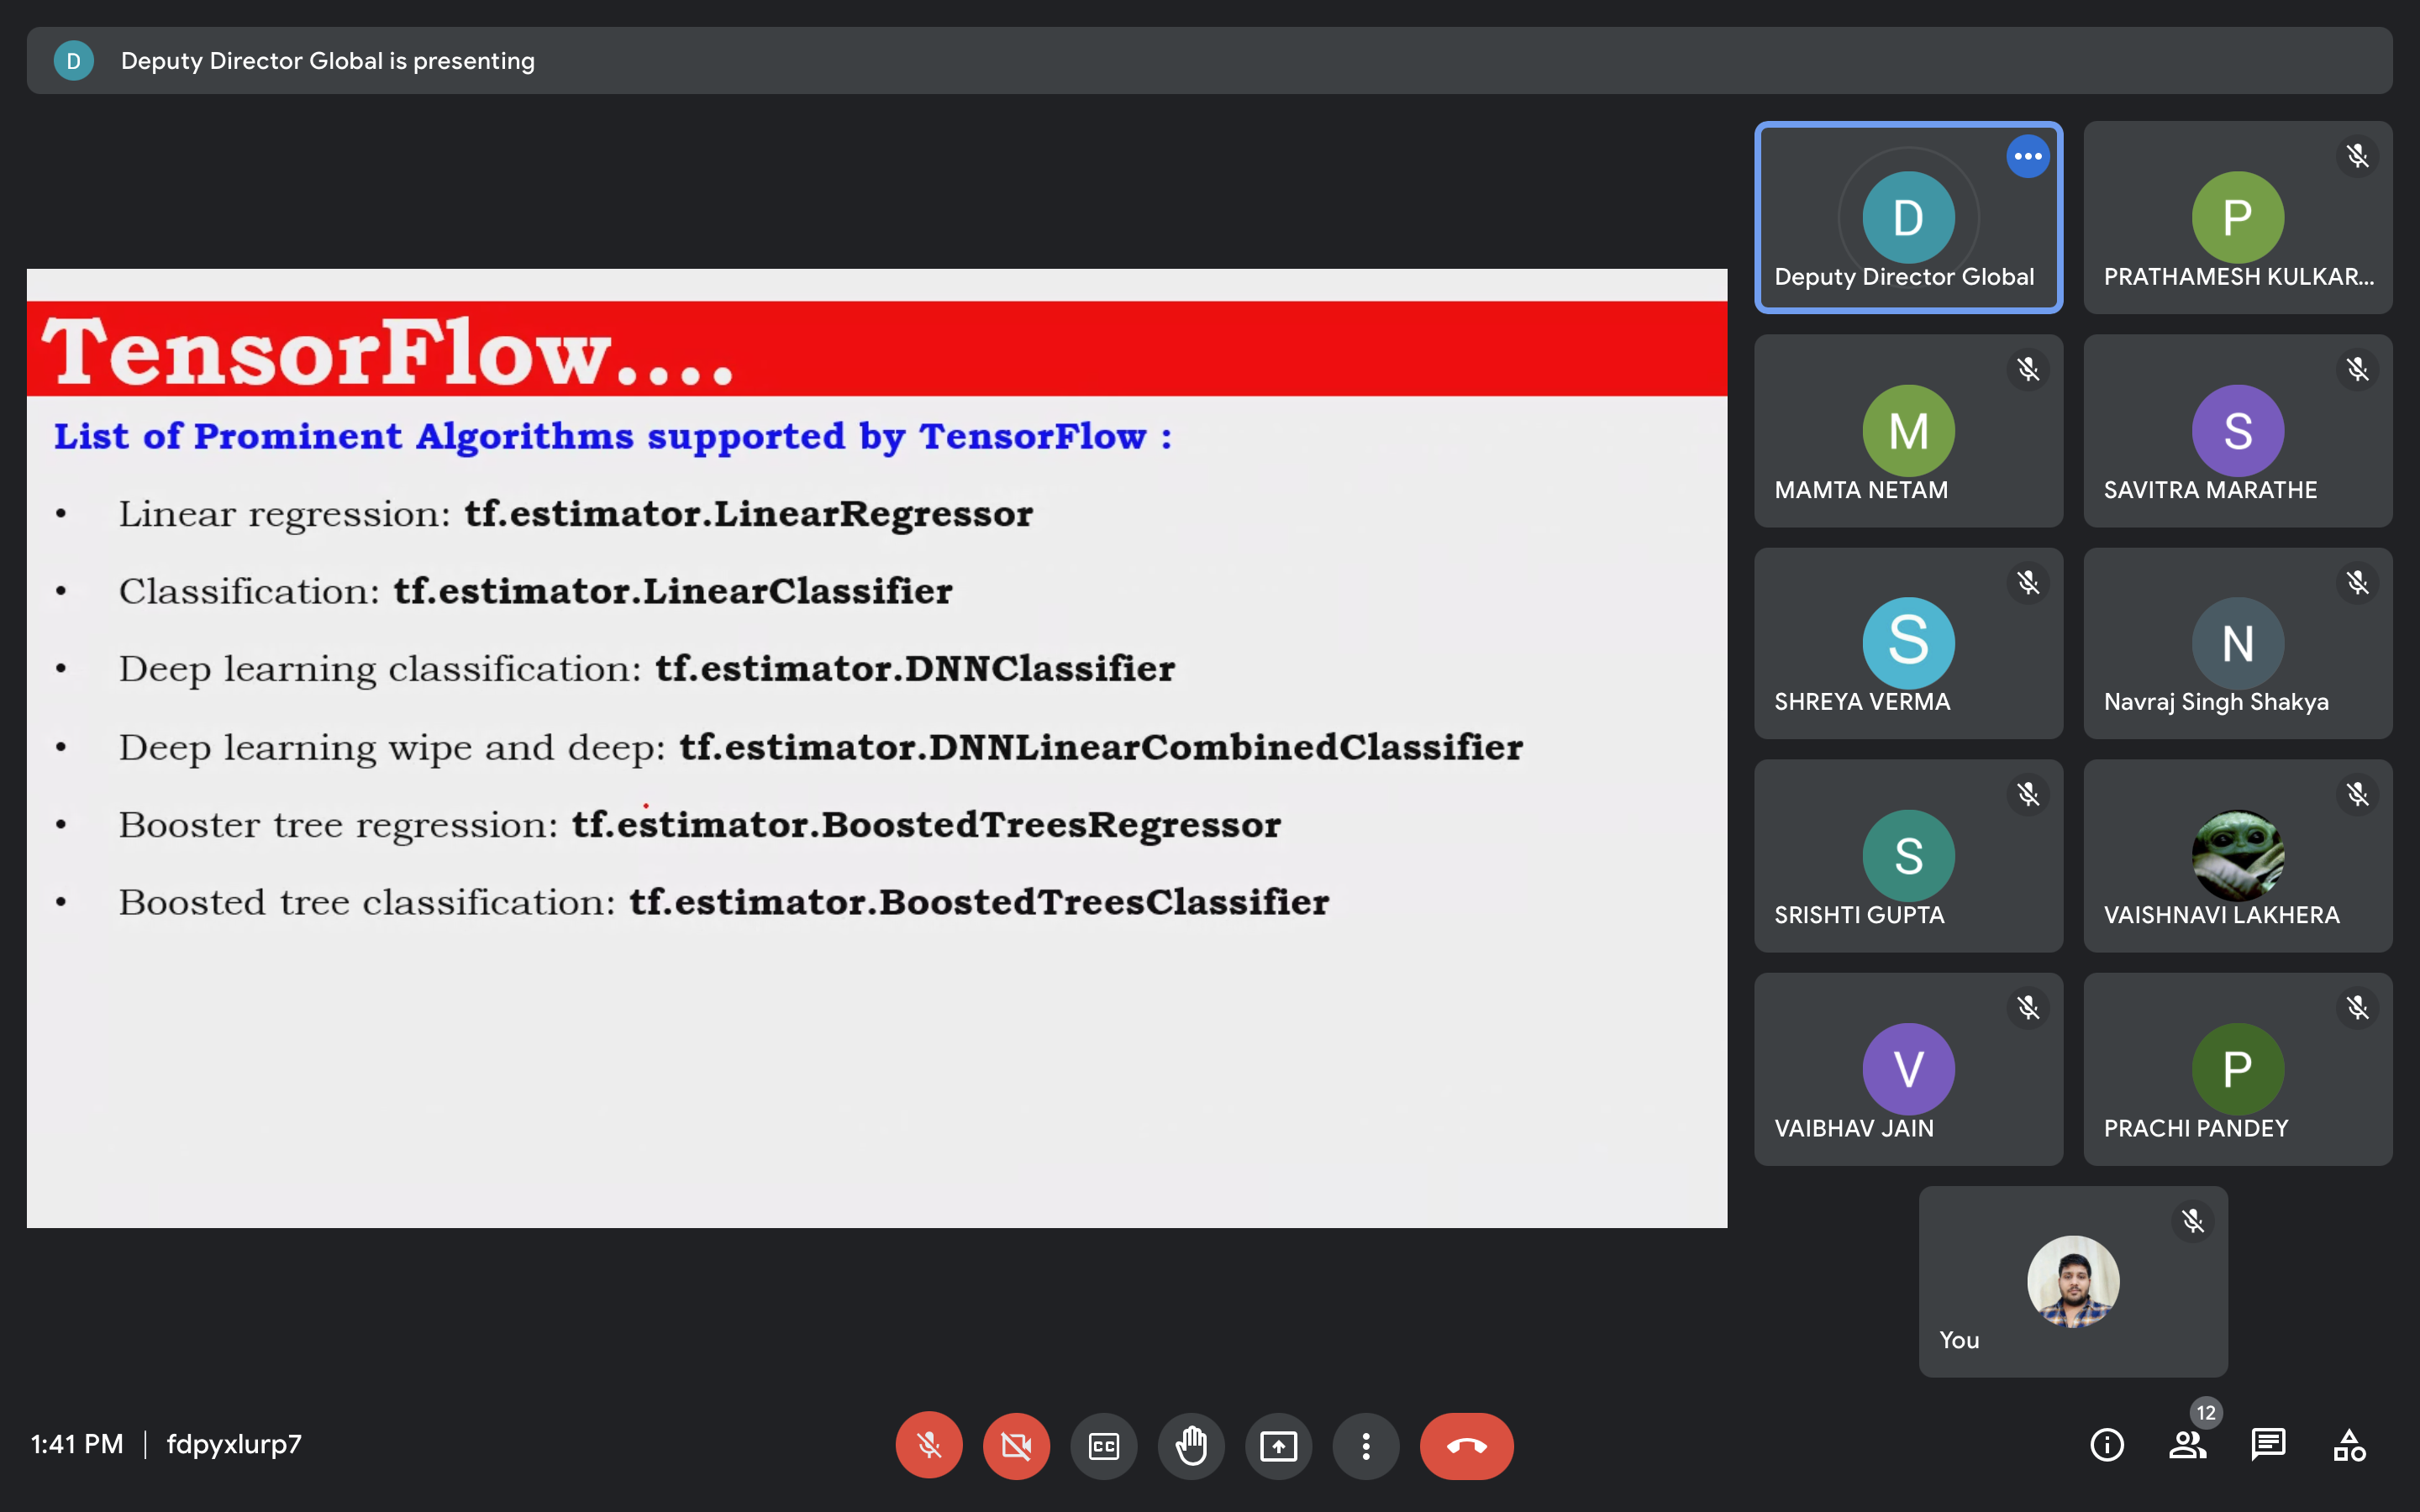 D
Deputy Director Global is presenting
TensorFlow....
List of Prominent Algorithms supported by TensorFlow :
• Linear regression: tf.estimator.LinearRegressor
• Classification: tf.estimator.LinearClassifier
• Deep learning classification: tf.estimator.DNNClassifier
• Deep learning wipe and deep: tf.estimator.DNNLinearCombinedClassifier
• Booster tree regression: tf.estimator.BoostedTreesRegressor
• Boosted tree classification: tf.estimator.BoostedTreesClassifier
D
Deputy Director Global
P
PRATHAMESH KULKAR...
M
MAMTA NETAM
S
SAVITRA MARATHE
S
SHREYA VERMA
N
Navraj Singh Shakya
S
SRISHTI GUPTA
VAISHNAVI LAKHERA
V
VAIBHAV JAIN
P
PRACHI PANDEY
You
1:41 PM | fdpyxlurp7
CC
12